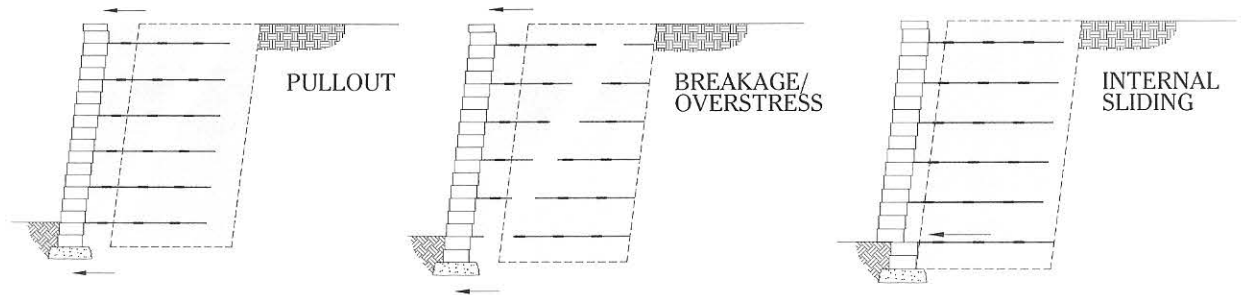 PULLOUT
BREAKAGE/
OVERSTRESS
INTERNAL
SLIDING